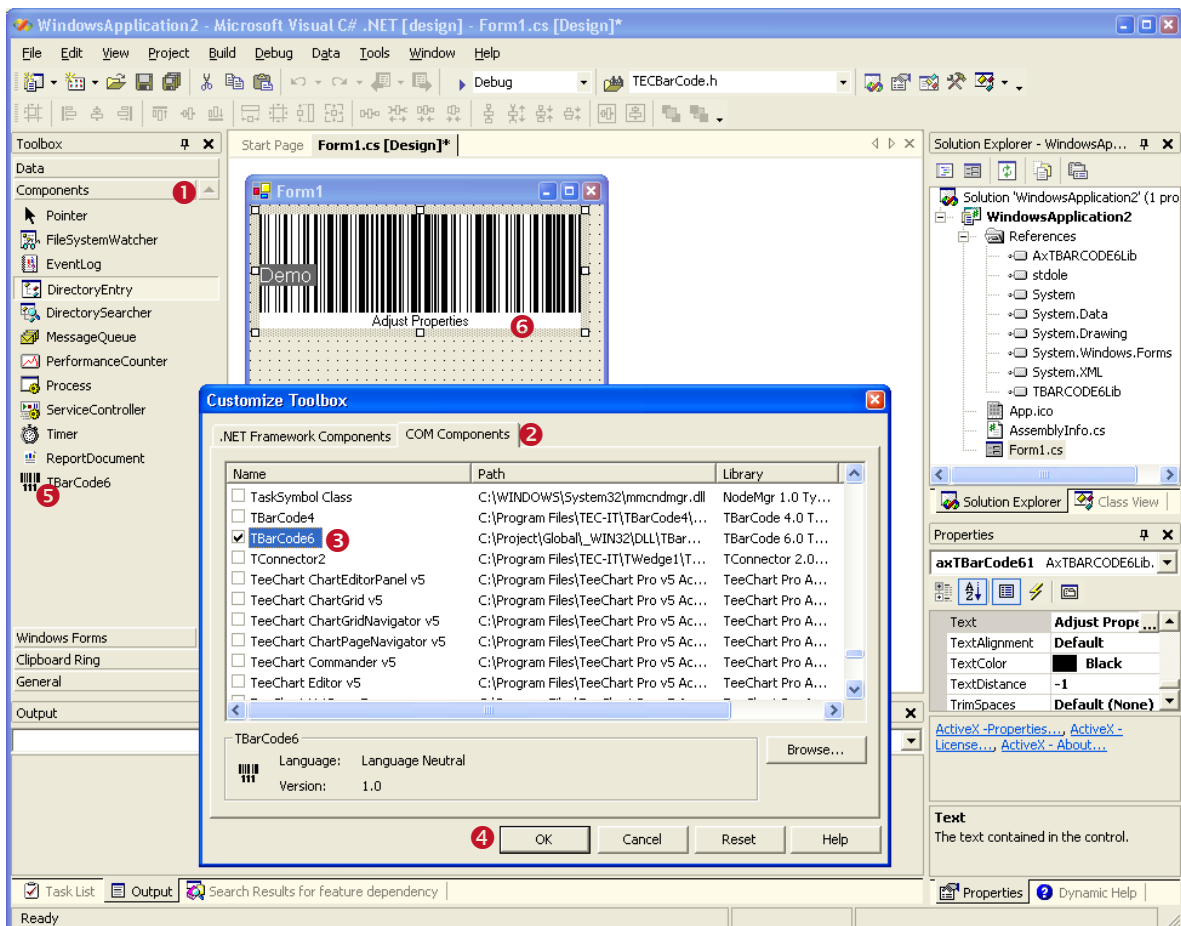 WindowsApplication2 - Microsoft Visual C# .NET [design] - Form1.cs [Design]*
File Edit View Project Build Debug Data Tools Window Help
Debug TECBarCode.h
Toolbox
Start Page Form1.cs [Design]*
Solution Explorer - WindowsAp...
Data
Components 1
Pointer
FileSystemWatcher
EventLog
DirectoryEntry
DirectorySearcher
MessageQueue
PerformanceCounter
Process
ServiceController
Timer
ReportDocument
TBarCode6
5
Windows Forms
Clipboard Ring
General
Form1
Demo
Adjust Properties 6
Solution 'WindowsApplication2' (1 pro
WindowsApplication2
References
AxTBARCODE6Lib
stdole
System
System.Data
System.Drawing
System.Windows.Forms
System.XML
TBARCODE6Lib
App.ico
AssemblyInfo.cs
Form1.cs
Solution Explorer Class View
Customize Toolbox
.NET Framework Components COM Components 2
Name Path Library
TaskSymbol Class C:\WINDOWS\System32\mmcndmgr.dll NodeMgr 1.0 Ty...
TBarCode4 C:\Program Files\TEC-IT\TBarCode4\... TBarCode 4.0 T...
TBarCode6 3 C:\Project\Global\_WIN32\DLL\TBar... TBarCode 6.0 T...
TConnector2 C:\Program Files\TEC-IT\TWedge1\T... TConnector 2.0...
TeeChart ChartEditorPanel v5 C:\Program Files\TeeChart Pro v5 Ac... TeeChart Pro A...
TeeChart ChartGrid v5 C:\Program Files\TeeChart Pro v5 Ac... TeeChart Pro A...
TeeChart ChartGridNavigator v5 C:\Program Files\TeeChart Pro v5 Ac... TeeChart Pro A...
TeeChart ChartPageNavigator v5 C:\Program Files\TeeChart Pro v5 Ac... TeeChart Pro A...
TeeChart Commander v5 C:\Program Files\TeeChart Pro v5 Ac... TeeChart Pro A...
TeeChart Editor v5 C:\Program Files\TeeChart Pro v5 Ac... TeeChart Pro A...
TBarCode6
Language: Language Neutral
Version: 1.0
Browse...
4 OK Cancel Reset Help
Properties
axTBarCode61 AxTBARCODE6Lib.
Text Adjust Prope ...
TextAlignment Default
TextColor Black
TextDistance -1
TrimSpaces Default (None)
ActiveX -Properties..., ActiveX -
License..., ActiveX - About...
Text
The text contained in the control.
Properties Dynamic Help
Output
Task List Output Search Results for feature dependency
Ready